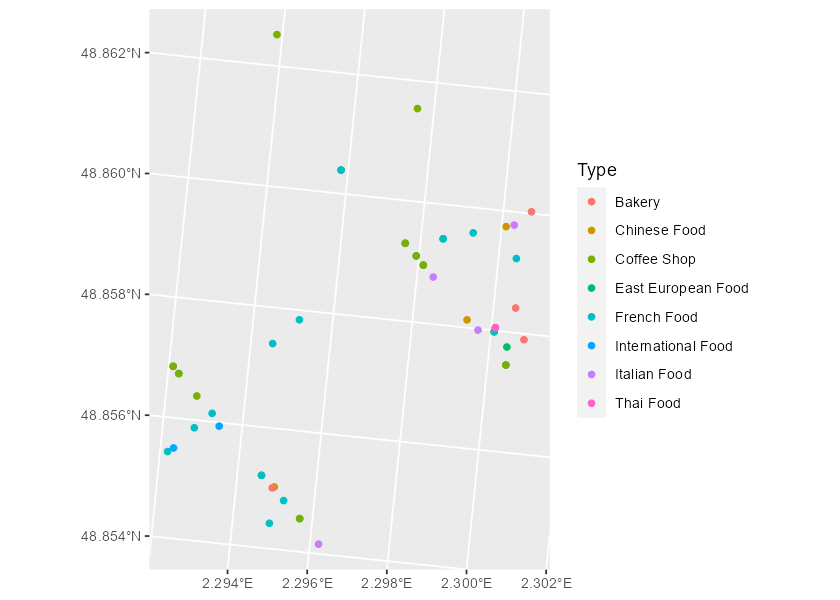 48.862°N
48.860°N
48.858°N
48.856°N
48.854°N
2.294°E 2.296°E 2.298°E 2.300°E 2.302°E
Type
Bakery
Chinese Food
Coffee Shop
East European Food
French Food
International Food
Italian Food
Thai Food